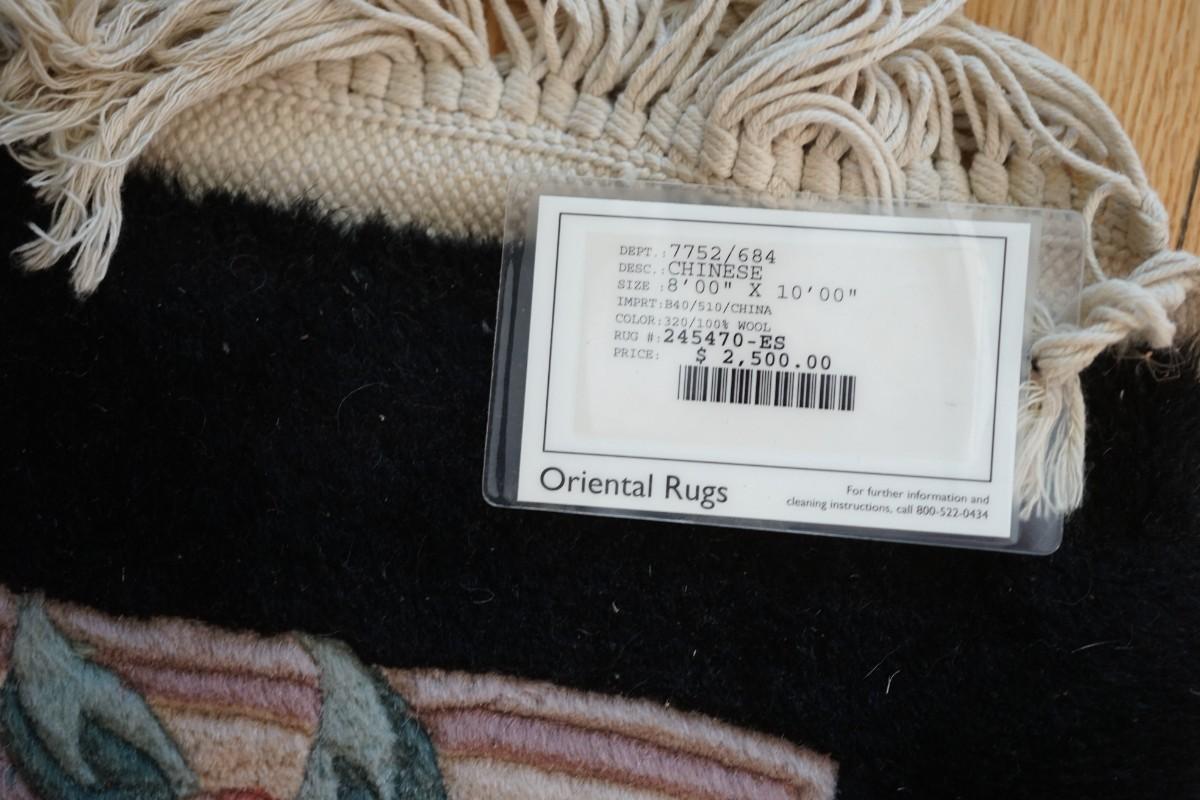 DEPT.:7752/684
DESC.:CHINESE
SIZE :8'00" X 10'00"
IMPRT:B40/510/CHINA
COLOR:320/100% WOOL
RUG #:245470-ES
PRICE: $ 2,500.00
Oriental Rugs
For further information and
cleaning instructions, call 800-522-0434